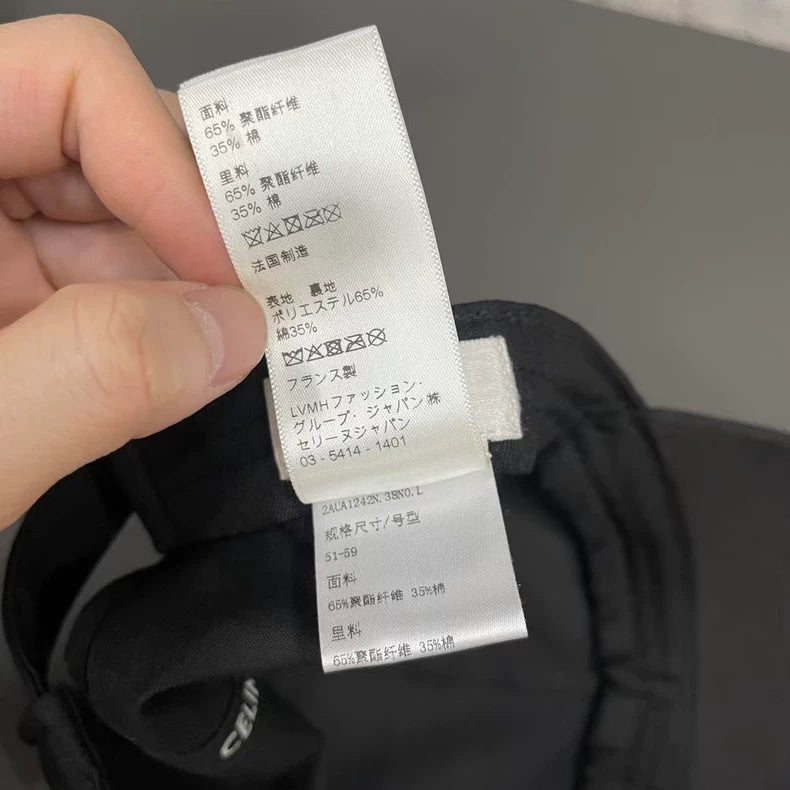 面料:
65% 聚酯纤维
35% 棉
里料:
65% 聚酯纤维
35% 棉
法国制造
表地 裏地
ポリエステル65%
綿35%
フランス製
LVMHファッション・
グループ・ジャパン㈱
セリーヌジャパン
03-5414-1401
2AUA1242N.38NO.L
规格尺寸/号型
51-59
面料
65%聚酯纤维 35%棉
里料
65%聚酯纤维 35%棉